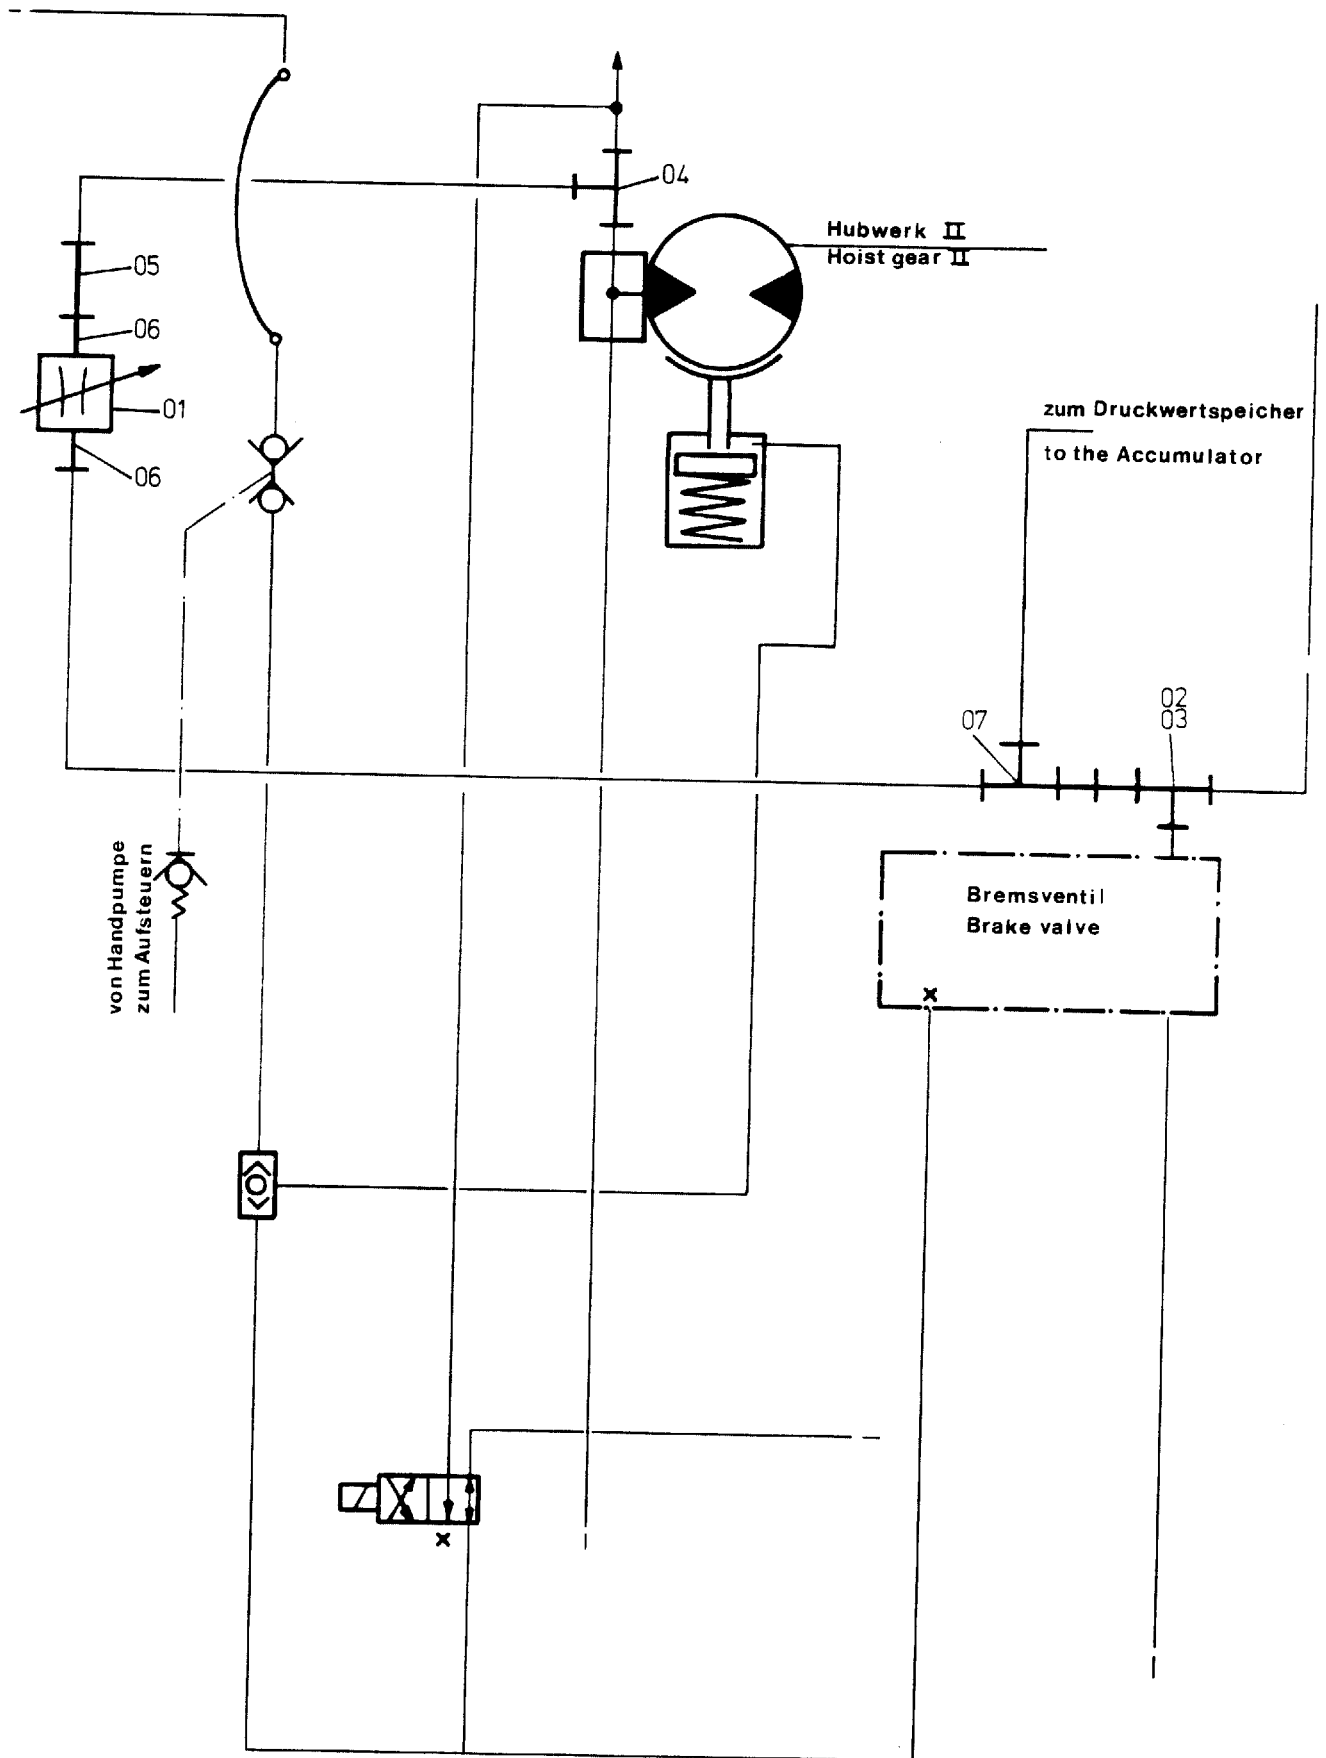 04
Hubwerk II
Hoist gear II
05
06
01
06
zum Druckwertspeicher
to the Accumulator
02
07
03
von Handpumpe
zum Aufsteuern
Bremsventil
Brake valve
x
x